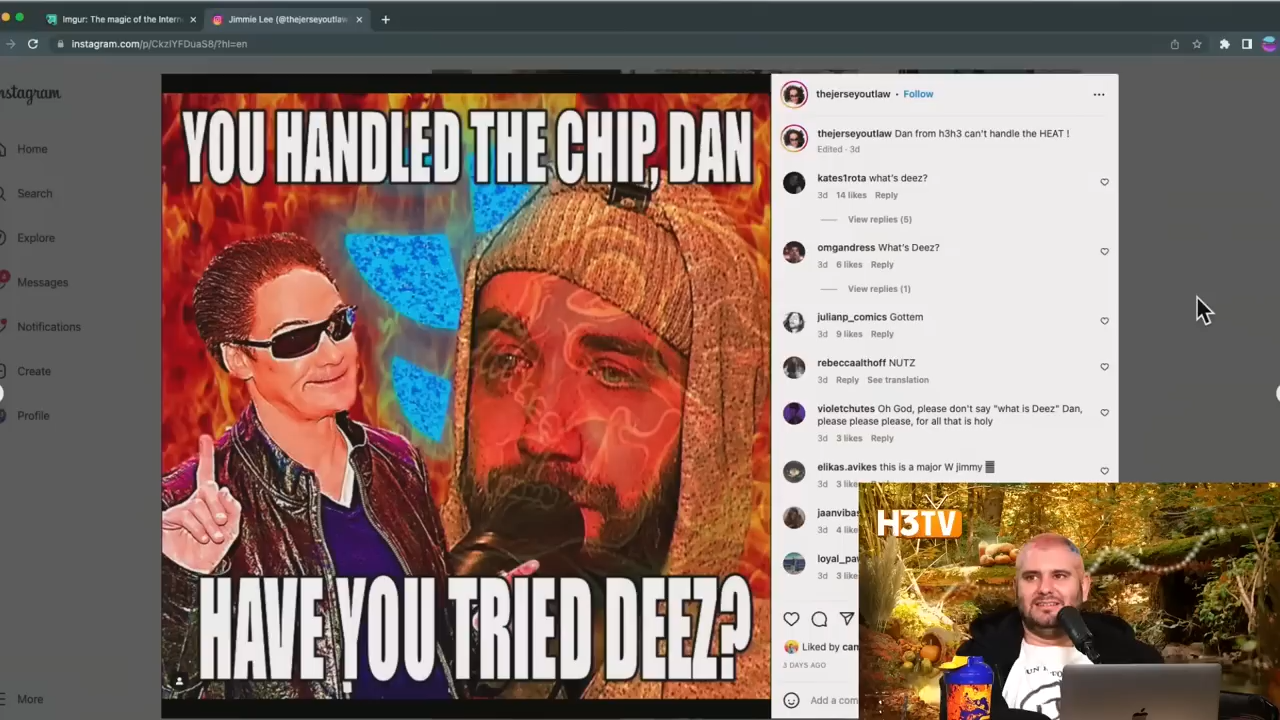 Imgur: The magic of the Intern
Jimmie Lee (@thejerseyoutlaw
instagram.com/p/CkzIYFDuaS8/?hl=en
nstagram
Home
Search
Explore
Messages
Notifications
Create
Profile
More
YOU HANDLED THE CHIP, DAN
HAVE YOU TRIED DEEZ?
thejerseyoutlaw • Follow
thejerseyoutlaw Dan from h3h3 can't handle the HEAT !
Edited · 3d
kates1rota what's deez?
3d 14 likes Reply
View replies (5)
omgandress What's Deez?
3d 6 likes Reply
View replies (1)
julianp_comics Gottem
3d 9 likes Reply
rebeccaalthoff NUTZ
3d Reply See translation
violetchutes Oh God, please don't say "what is Deez" Dan,
please please please, for all that is holy
3d 3 likes Reply
elikas.avikes this is a major W jimmy
3d 3 like
jaanvibas
3d 4 lik
loyal_pa
3d 3 like
Liked by can
3 DAYS AGO
Add a com
H3TV